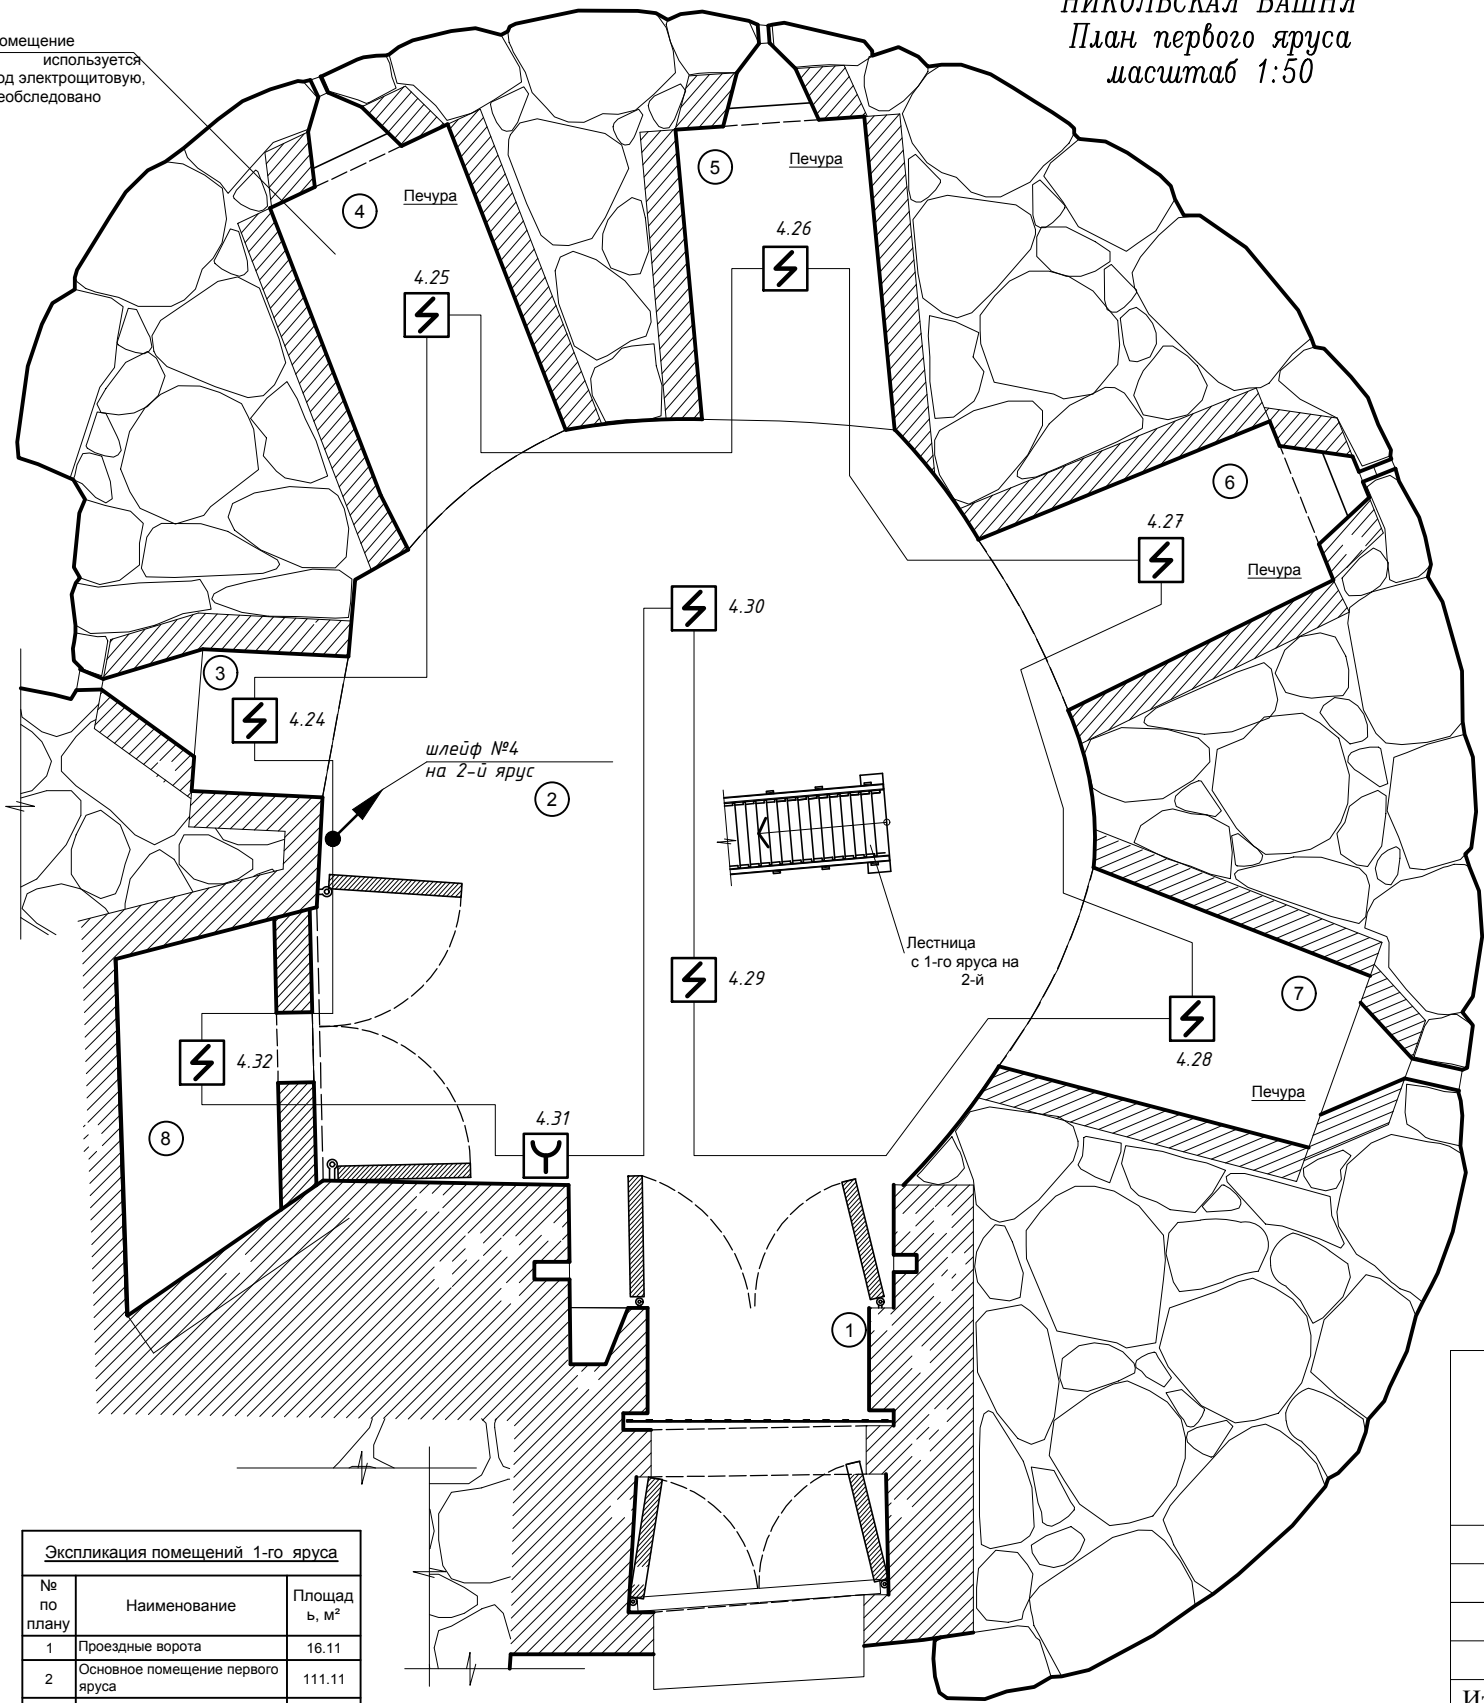 НИКОЛЬСКАЯ БАШНЯ
План первого яруса
масштаб 1:50
омещение
используется
од электрощитовую,
еобследовано
5
Печура
4
Печура
4.26
4.25
6
4.27
Печура
4.30
3
4.24
шлейф №4
на 2-й ярус
2
Лестница
с 1-го яруса на
2-й
4.29
7
4.28
Печура
4.32
4.31
8
1
Экспликация помещений 1-го яруса
№
по
плану
Наименование
Площад
ь, м²
1 Проездные ворота 16.11
2 Основное помещение первого
яруса 111.11
Из